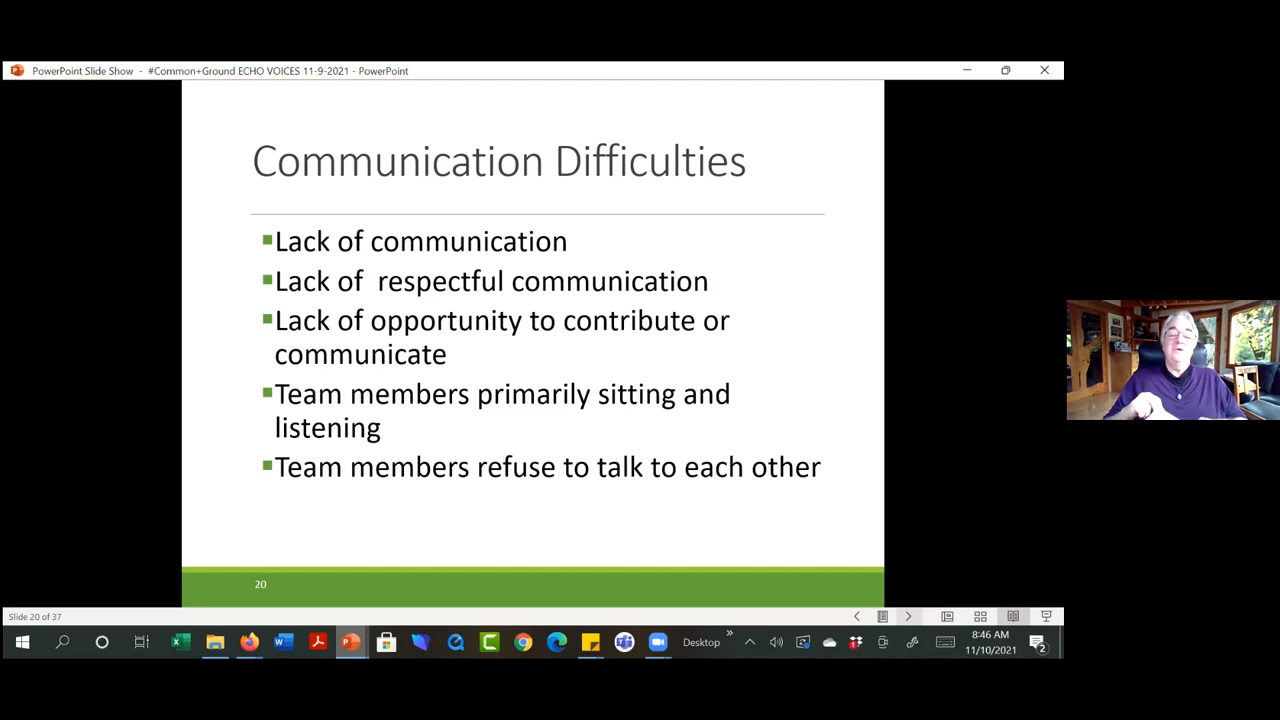 PowerPoint Slide Show - #Common+Ground ECHO VOICES 11-9-2021 - PowerPoint
Communication Difficulties
Lack of communication
Lack of  respectful communication
Lack of opportunity to contribute or
communicate
Team members primarily sitting and
listening
Team members refuse to talk to each other
20
Slide 20 of 37
Desktop
8:46 AM
11/10/2021
2